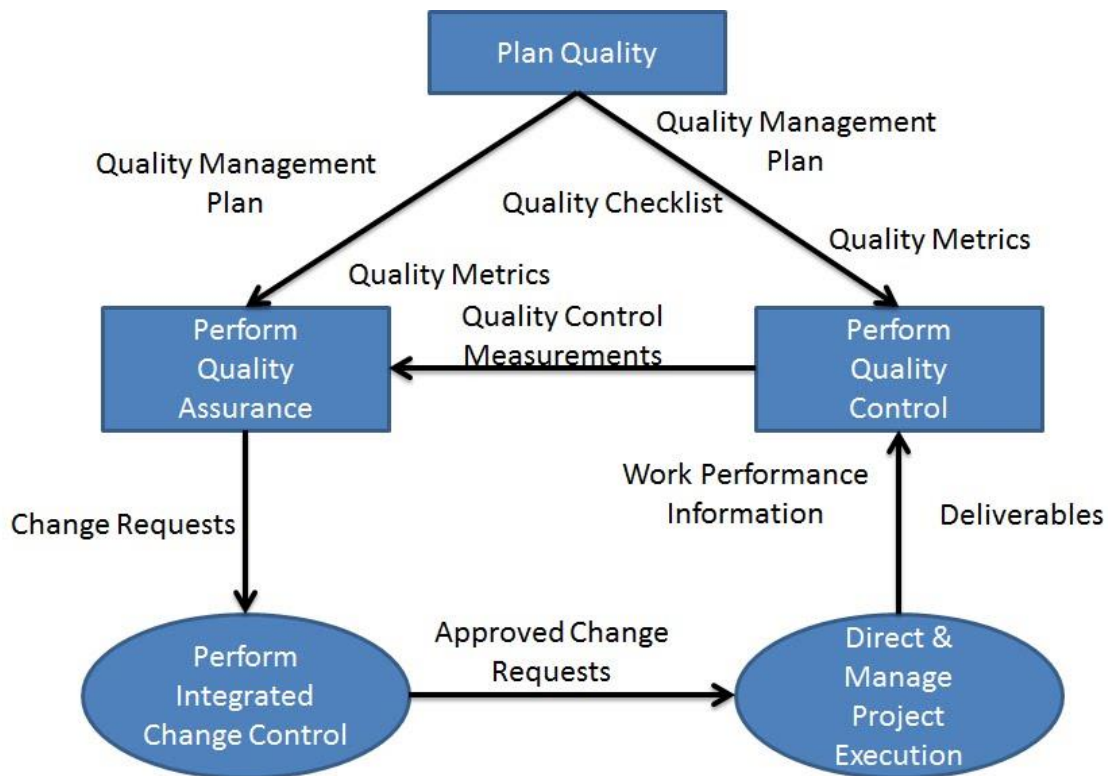 Plan Quality
Quality Management
Plan
Quality Management
Plan
Quality Checklist
Quality Metrics
Quality Metrics
Perform
Quality
Assurance
Quality Control
Measurements
Perform
Quality
Control
Change Requests
Work Performance
Information
Deliverables
Perform
Integrated
Change Control
Approved Change
Requests
Direct &
Manage
Project
Execution